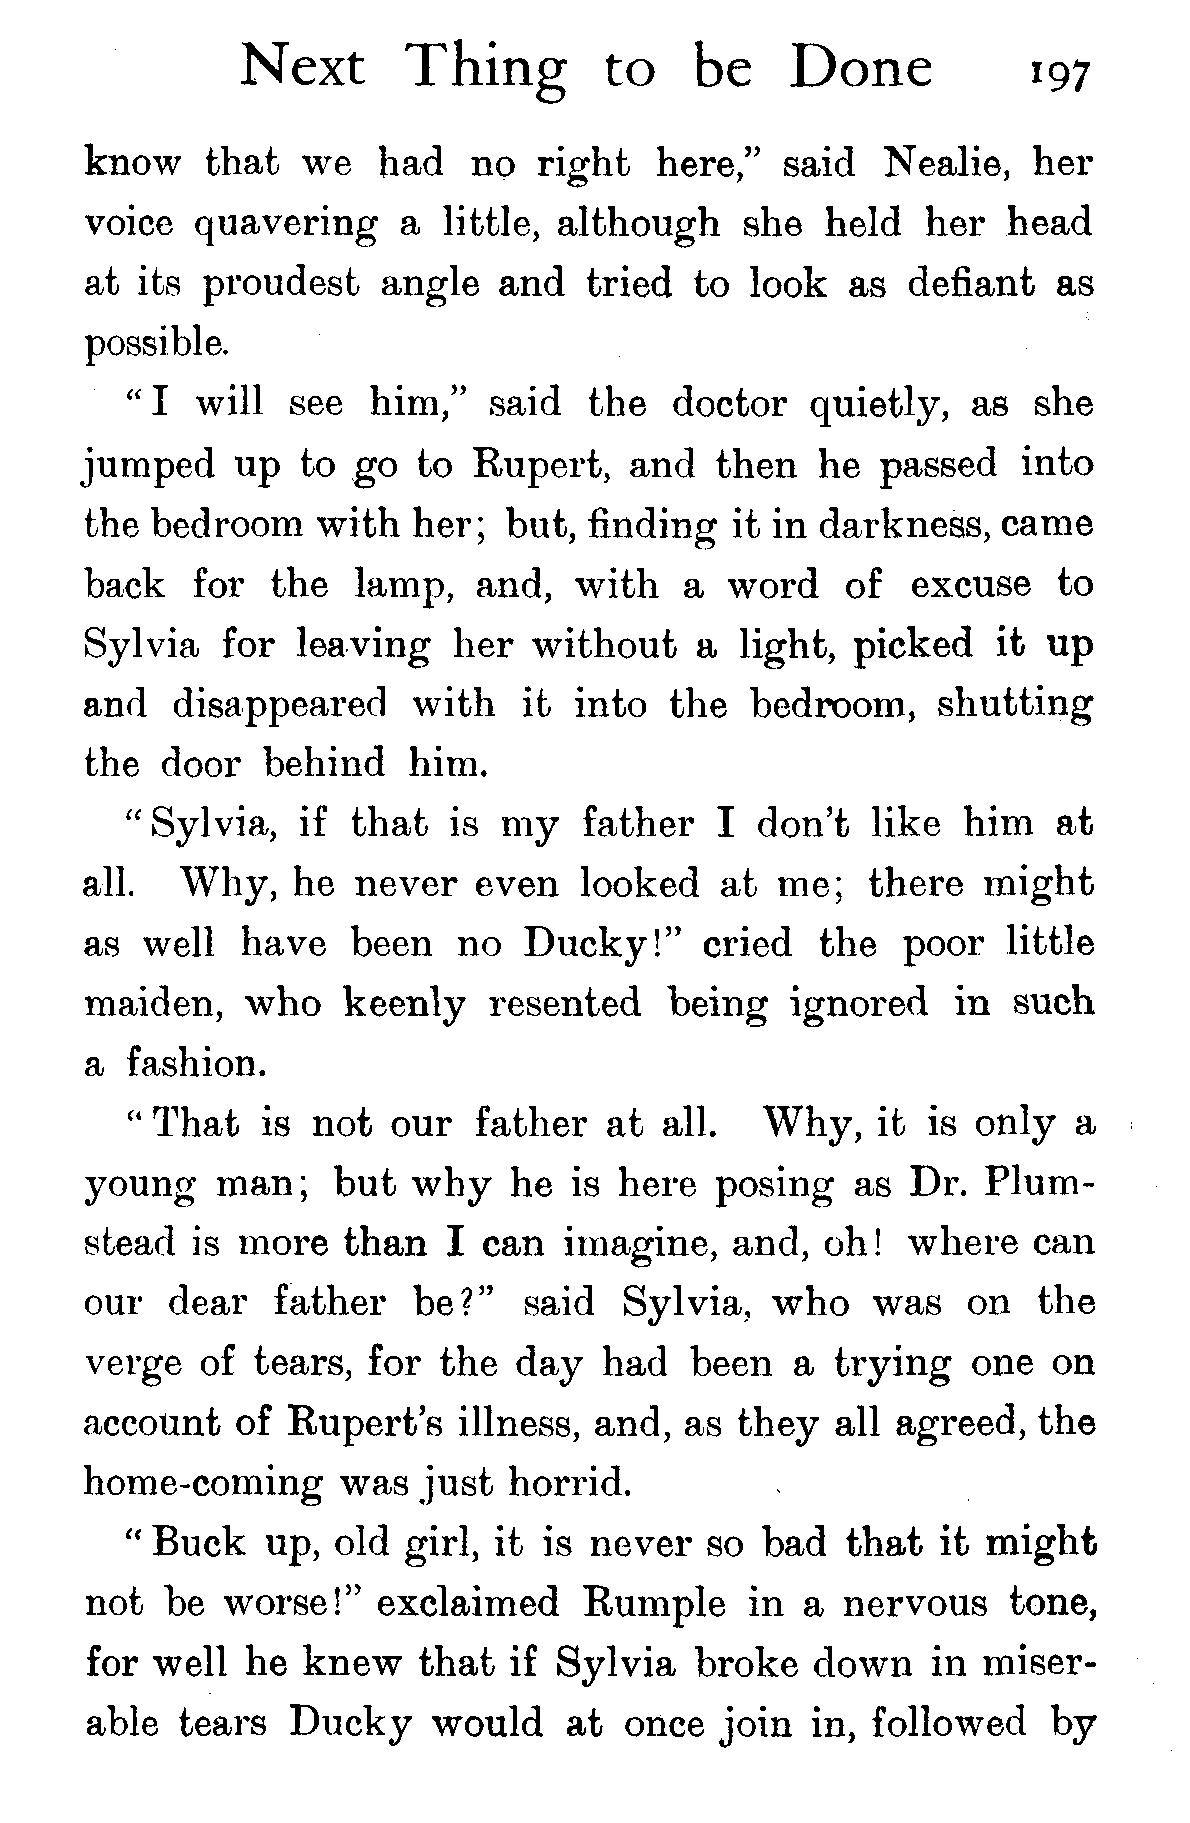 Next Thing to be Done 197
know that we had no right here,” said Nealie, her
voice quavering a little, although she held her head
at its proudest angle and tried to look as defiant as
possible.
“I will see him,” said the doctor quietly, as she
jumped up to go to Rupert, and then he passed into
the bedroom with her; but, finding it in darkness, came
back for the lamp, and, with a word of excuse to
Sylvia for leaving her without a light, picked it up
and disappeared with it into the bedroom, shutting
the door behind him.
“Sylvia, if that is my father I don’t like him at
all. Why, he never even looked at me; there might
as well have been no Ducky!” cried the poor little
maiden, who keenly resented being ignored in such
a fashion.
“That is not our father at all. Why, it is only a
young man; but why he is here posing as Dr. Plum-
stead is more than I can imagine, and, oh! where can
our dear father be?” said Sylvia, who was on the
verge of tears, for the day had been a trying one on
account of Rupert’s illness, and, as they all agreed, the
home-coming was just horrid.
“Buck up, old girl, it is never so bad that it might
not be worse!” exclaimed Rumple in a nervous tone,
for well he knew that if Sylvia broke down in miser-
able tears Ducky would at once join in, followed by